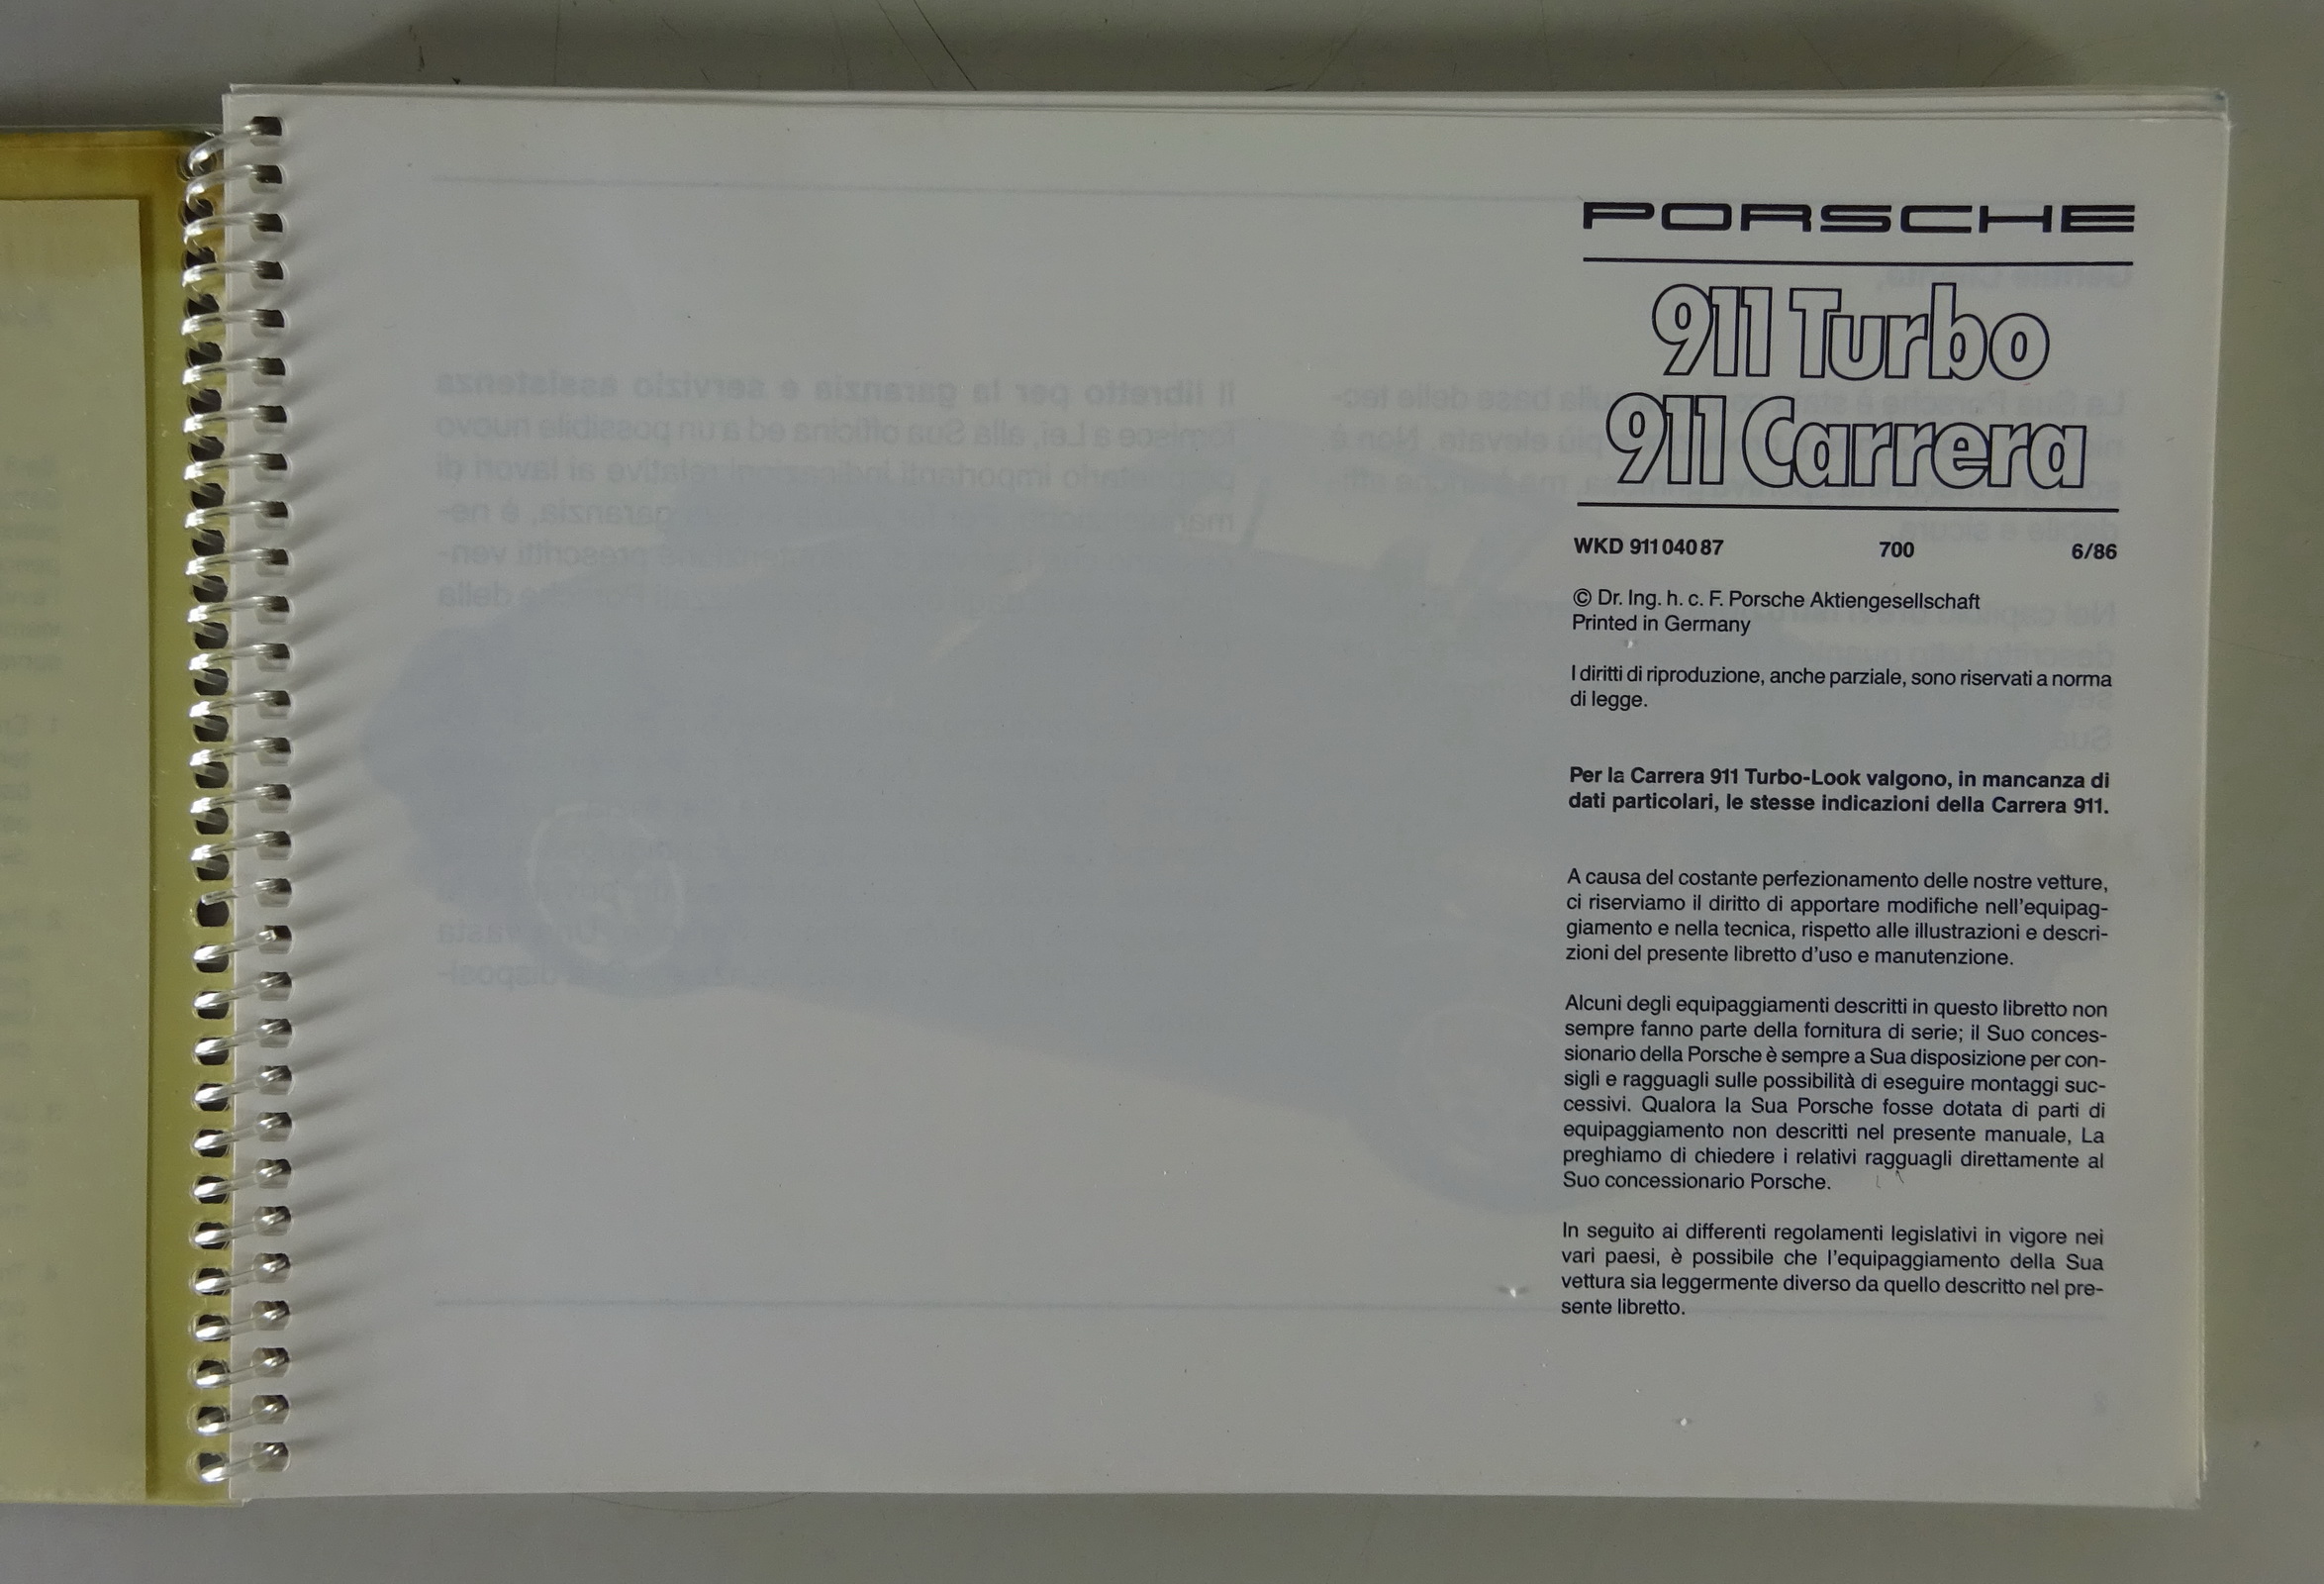 PORSCHE
911 Turbo
911 Carrera
WKD 911 040 87 700 6/86
© Dr. Ing. h. c. F. Porsche Aktiengesellschaft
Printed in Germany
I diritti di riproduzione, anche parziale, sono riservati a norma
di legge.
Per la Carrera 911 Turbo-Look valgono, in mancanza di
dati particolari, le stesse indicazioni della Carrera 911.
A causa del costante perfezionamento delle nostre vetture,
ci riserviamo il diritto di apportare modifiche nell'equipag-
giamento e nella tecnica, rispetto alle illustrazioni e descri-
zioni del presente libretto d'uso e manutenzione.
Alcuni degli equipaggiamenti descritti in questo libretto non
sempre fanno parte della fornitura di serie; il Suo conces-
sionario della Porsche è sempre a Sua disposizione per con-
sigli e ragguagli sulle possibilità di eseguire montaggi suc-
cessivi. Qualora la Sua Porsche fosse dotata di parti di
equipaggiamento non descritti nel presente manuale, La
preghiamo di chiedere i relativi ragguagli direttamente al
Suo concessionario Porsche.
In seguito ai differenti regolamenti legislativi in vigore nei
vari paesi, è possibile che l'equipaggiamento della Sua
vettura sia leggermente diverso da quello descritto nel pre-
sente libretto.